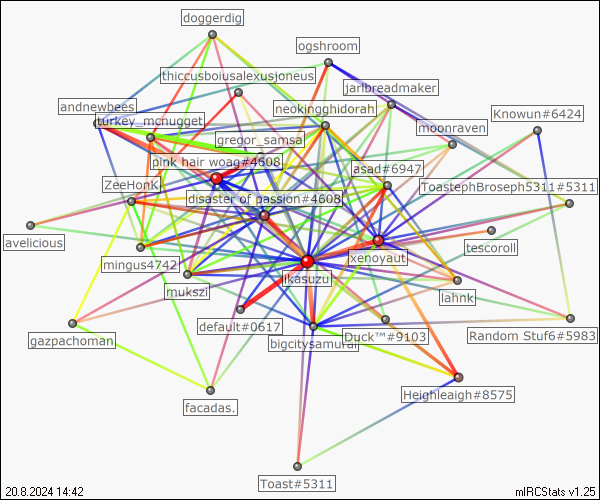 doggerdig
ogshroom
thiccusboiusalexusjoneus
jarlbreadmaker
andnewbees
neokingghidorah
Knowun#6424
turkey_mcnugget
moonraven
gregor_samsa
pink hair woag#4608
asad#6947
ZeeHonk
ToastephBroseph5311#5311
disaster of passion#4608
avelicious
tescoroll
mingus4742
xenoyaut
likasuzu
mukszi
lahnk
default#0617
gazpachoman
bigcitysamurai
Duck™#9103
Random Stuf6#5983
Heighleaigh#8575
facadas.
Toast#5311
20.8.2024 14:42
mIRCStats v1.25